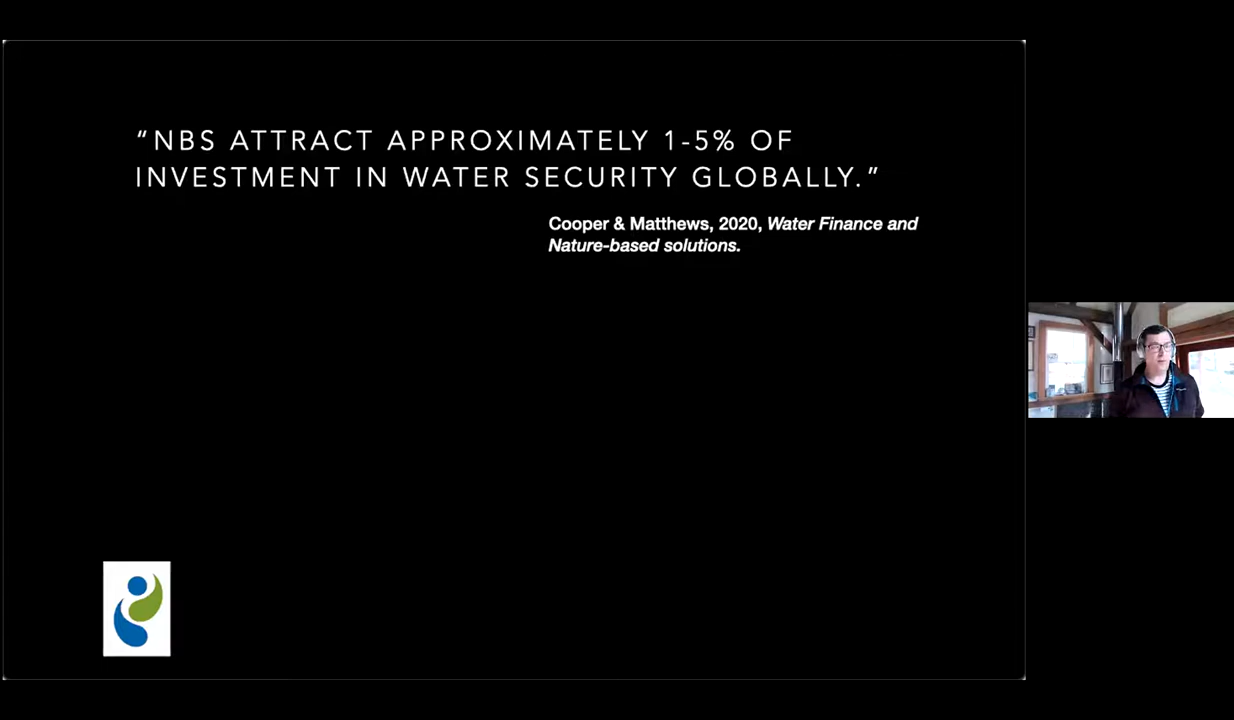 “NBS ATTRACT APPROXIMATELY 1-5% OF
INVESTMENT IN WATER SECURITY GLOBALLY.”
Cooper & Matthews, 2020, Water Finance and
Nature-based solutions.